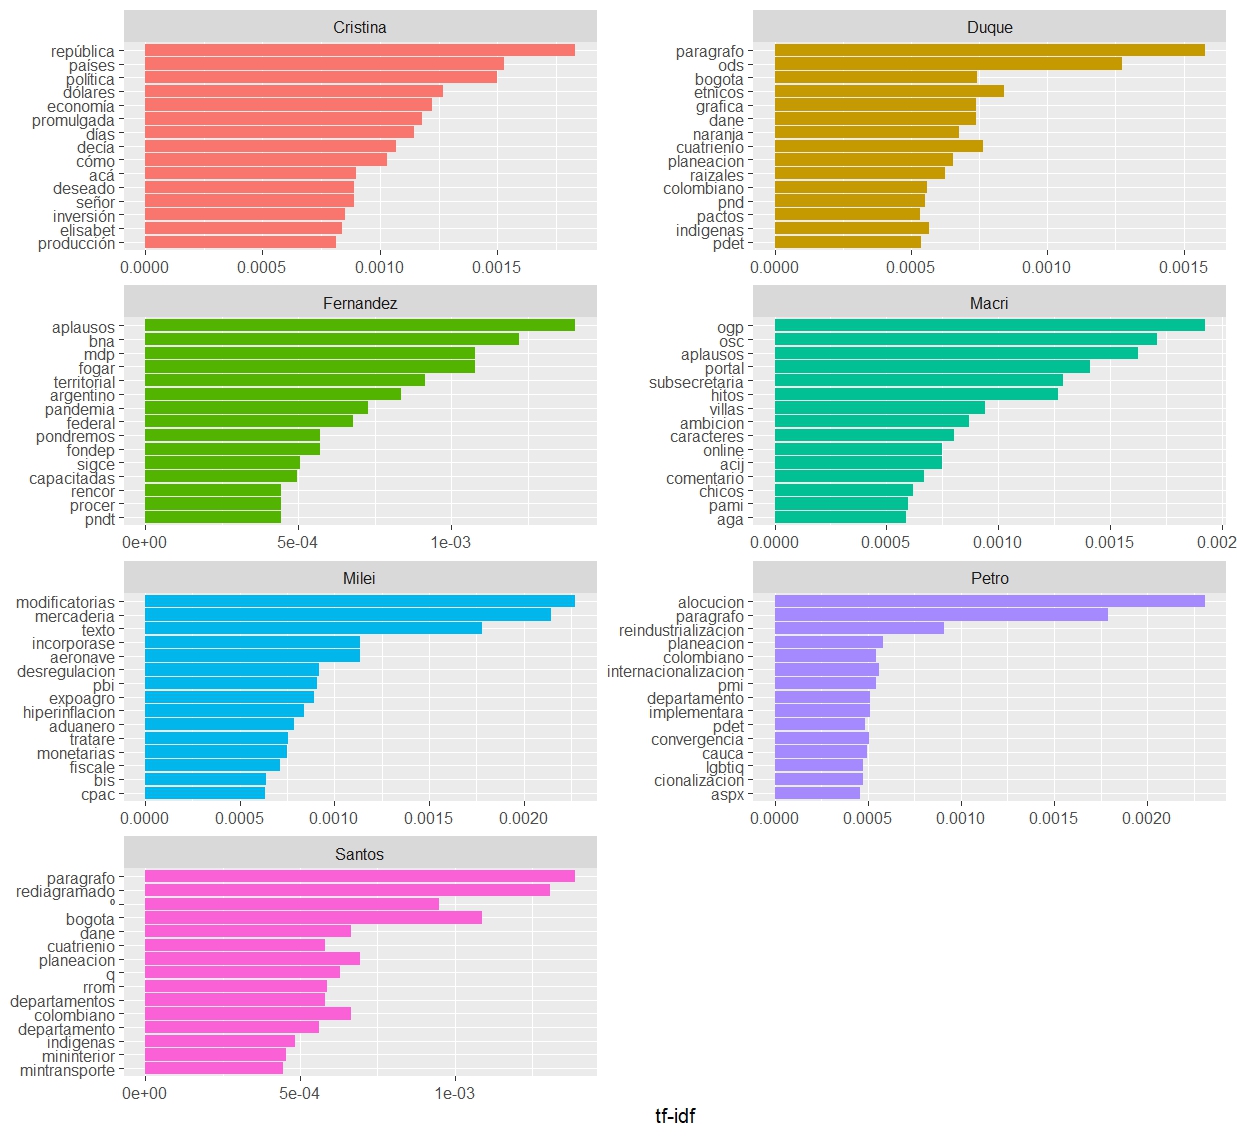 Cristina
república
países
política
dólares
economía
promulgada
días
decía
cómo
acá
deseado
señor
inversión
elisabet
producción
0.0000 0.0005 0.0010 0.0015
Duque
paragrafo
ods
bogota
etnicos
grafica
dane
naranja
cuatrienio
planeacion
raizales
colombiano
pnd
pactos
indigenas
pdet
0.0000 0.0005 0.0010 0.0015
Fernandez
aplausos
bna
mdp
fogar
territorial
argentino
pandemia
federal
pondremos
fondep
sigce
capacitadas
rencor
procer
pndt
0e+00 5e-04 1e-03
Macri
ogp
osc
aplausos
portal
subsecretaria
hitos
villas
ambicion
caracteres
online
acij
comentario
chicos
pami
aga
0.0000 0.0005 0.0010 0.0015 0.002
Milei
modificatorias
mercaderia
texto
incorporase
aeronave
desregulacion
pbi
expoagro
hiperinflacion
aduanero
tratare
monetarias
fiscale
bis
cpac
0.0000 0.0005 0.0010 0.0015 0.0020
Petro
alocucion
paragrafo
reindustrializacion
planeacion
colombiano
internacionalizacion
pmi
departamento
implementara
pdet
convergencia
cauca
lgbtiq
cionalizacion
aspx
0.0000 0.0005 0.0010 0.0015 0.0020
Santos
paragrafo
rediagramado
º
bogota
dane
cuatrienio
planeacion
q
rrom
departamentos
colombiano
departamento
indigenas
mininterior
mintransporte
0e+00 5e-04 1e-03
tf-idf